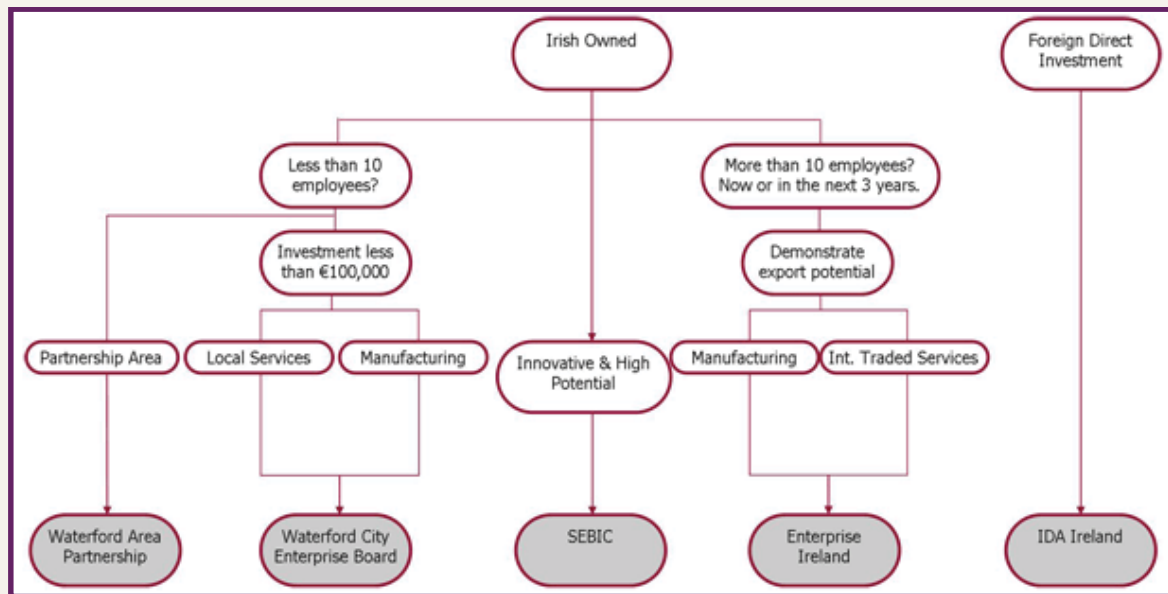 Irish Owned
Foreign Direct
Investment
Less than 10
employees?
More than 10 employees?
Now or in the next 3 years.
Investment less
than €100,000
Demonstrate
export potential
Partnership Area
Local Services
Manufacturing
Innovative & High
Potential
Manufacturing
Int. Traded Services
Waterford Area
Partnership
Waterford City
Enterprise Board
SEBIC
Enterprise
Ireland
IDA Ireland